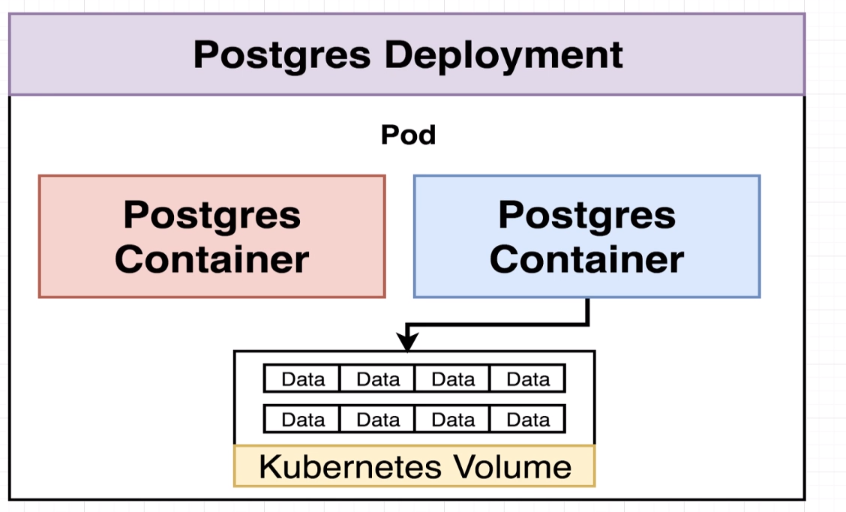 Postgres Deployment
Pod
Postgres
Container
Postgres
Container
Data Data Data Data
Data Data Data Data
Kubernetes Volume